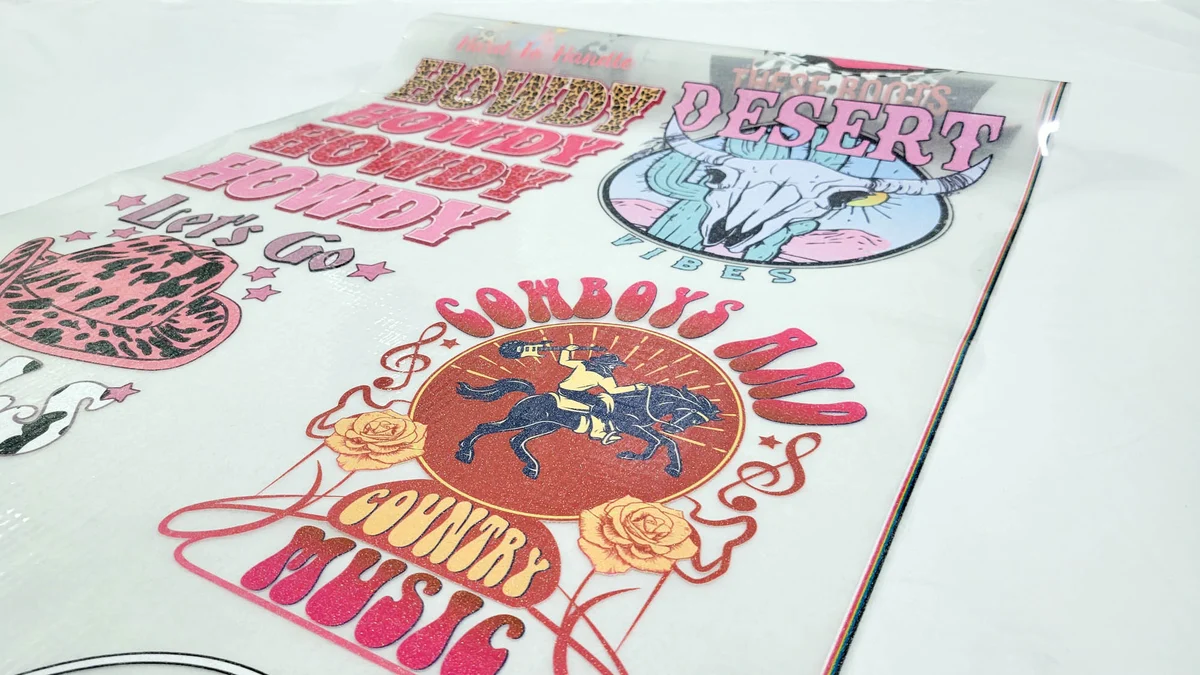 HOWDY
HOWDY
HOWDY
HOWDY
THESE BOOTS
DESERT
VIBES
Let's Go
COWBOYS AND
COUNTRY
MUSIC